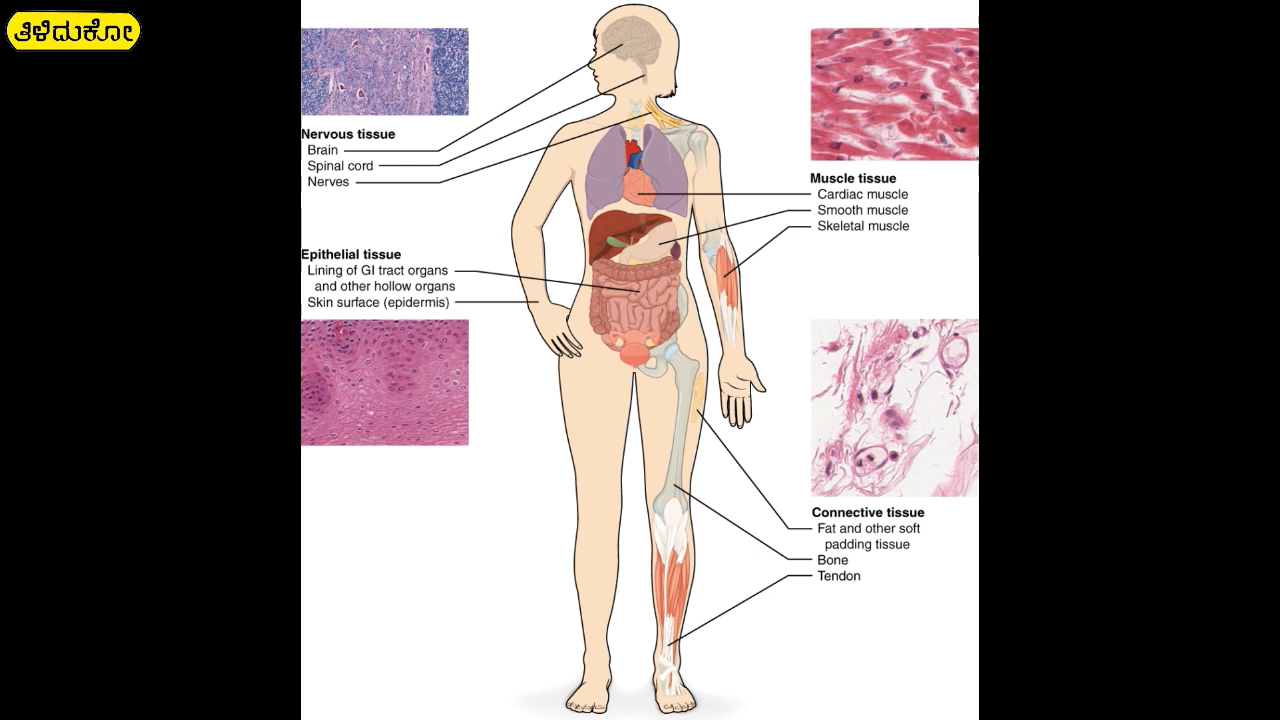 ತಿಳಿದುಕೋ
Nervous tissue
Brain
Spinal cord
Nerves
Epithelial tissue
Lining of GI tract organs
and other hollow organs
Skin surface (epidermis)
Muscle tissue
Cardiac muscle
Smooth muscle
Skeletal muscle
Connective tissue
Fat and other soft
padding tissue
Bone
Tendon